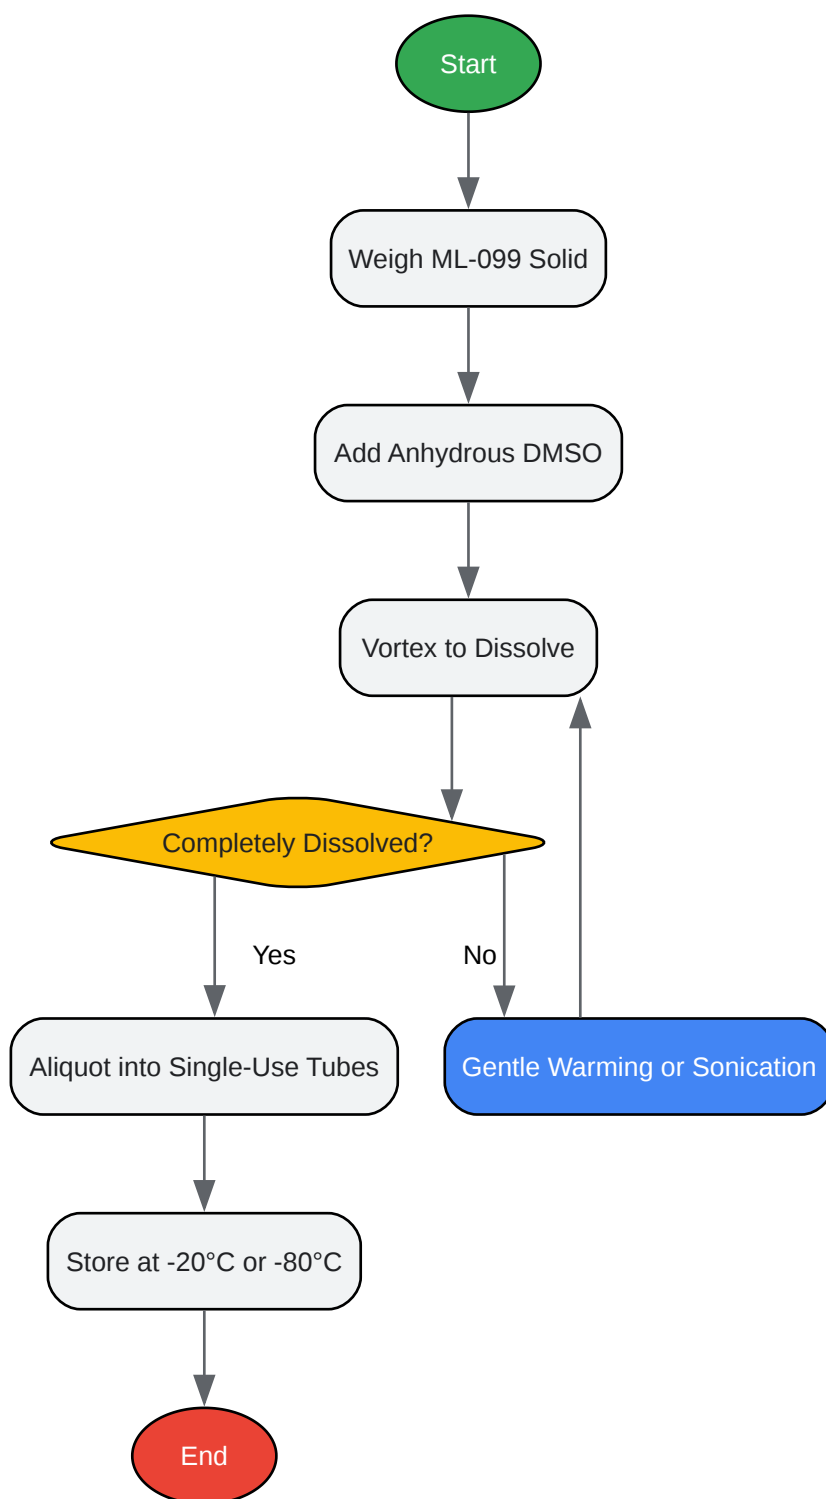 Start
Weigh ML-099 Solid
Add Anhydrous DMSO
Vortex to Dissolve
Completely Dissolved?
Yes
No
Aliquot into Single-Use Tubes
Gentle Warming or Sonication
Store at -20°C or -80°C
End